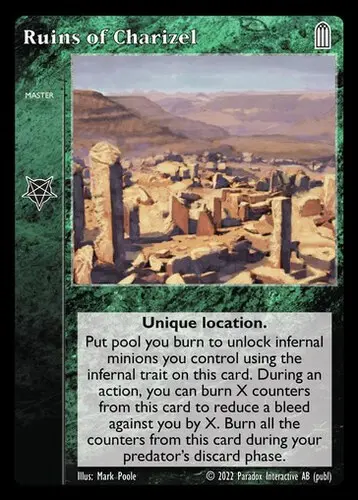 Ruins of Charizel
MASTER
Unique location.
Put pool you burn to unlock infernal
minions you control using the
infernal trait on this card. During an
action, you can burn X counters
from this card to reduce a bleed
against you by X. Burn all the
counters from this card during your
predator's discard phase.
Illus: Mark Poole © 2022 Paradox Interactive AB (publ)